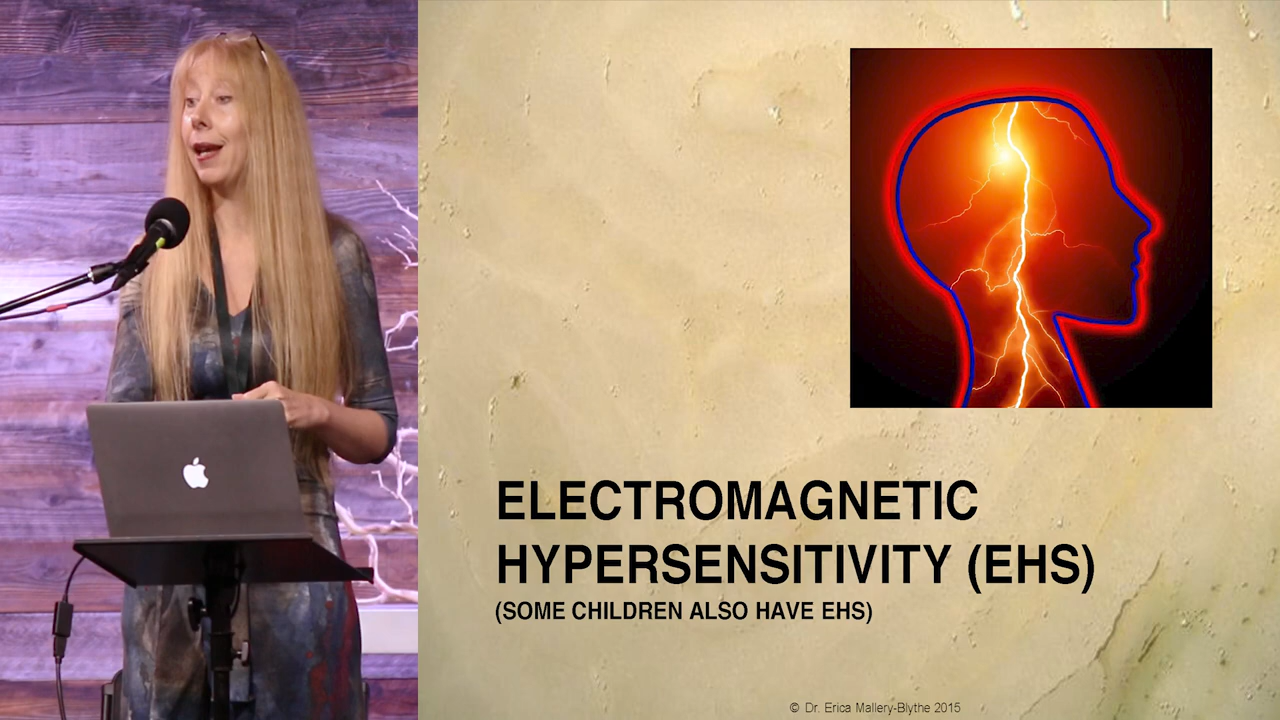 ELECTROMAGNETIC
HYPERSENSITIVITY (EHS)
(SOME CHILDREN ALSO HAVE EHS)
© Dr. Erica Mallery-Blythe 2015